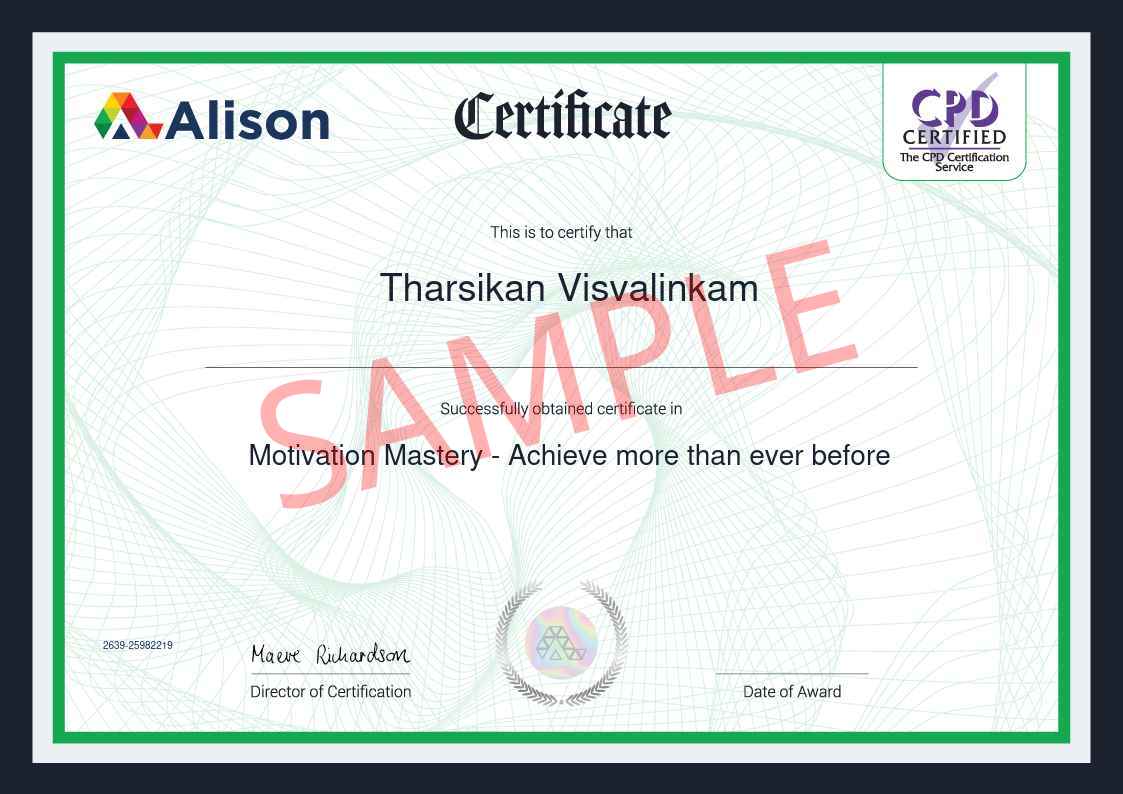 Alison
Certificate
CPD
CERTIFIED
The CPD Certification
Service
This is to certify that
Tharsikan Visvalinkam
SAMPLE
Successfully obtained certificate in
Motivation Mastery - Achieve more than ever before
2639-25982219
Maeve Richardson
Director of Certification
Date of Award